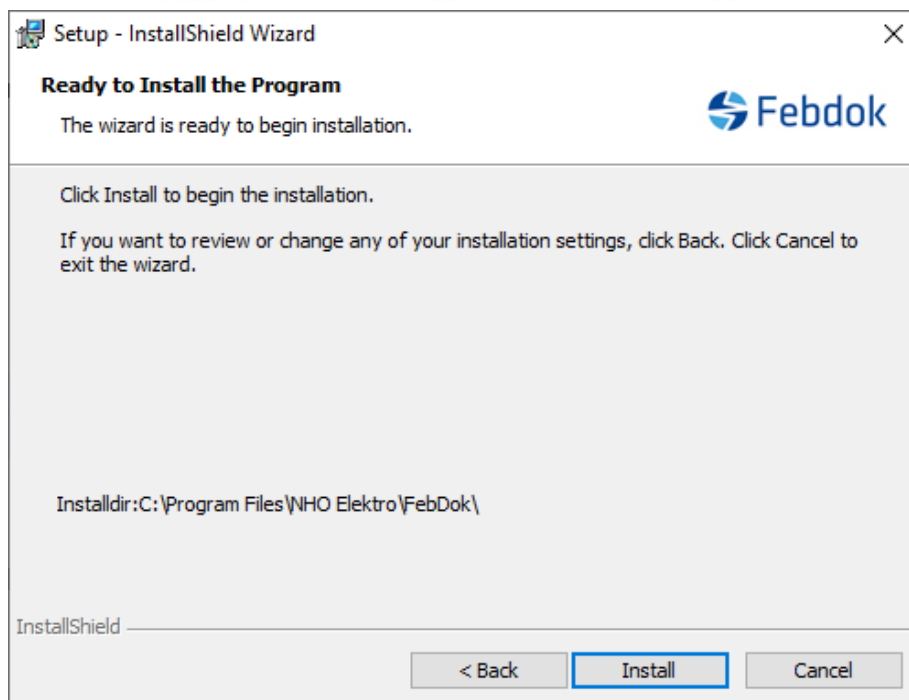 Setup - InstallShield Wizard
Ready to Install the Program
The wizard is ready to begin installation.
Febdok
Click Install to begin the installation.
If you want to review or change any of your installation settings, click Back. Click Cancel to
exit the wizard.
Installdir:C:\Program Files\NHO Elektro\FebDok\
InstallShield
< Back
Install
Cancel